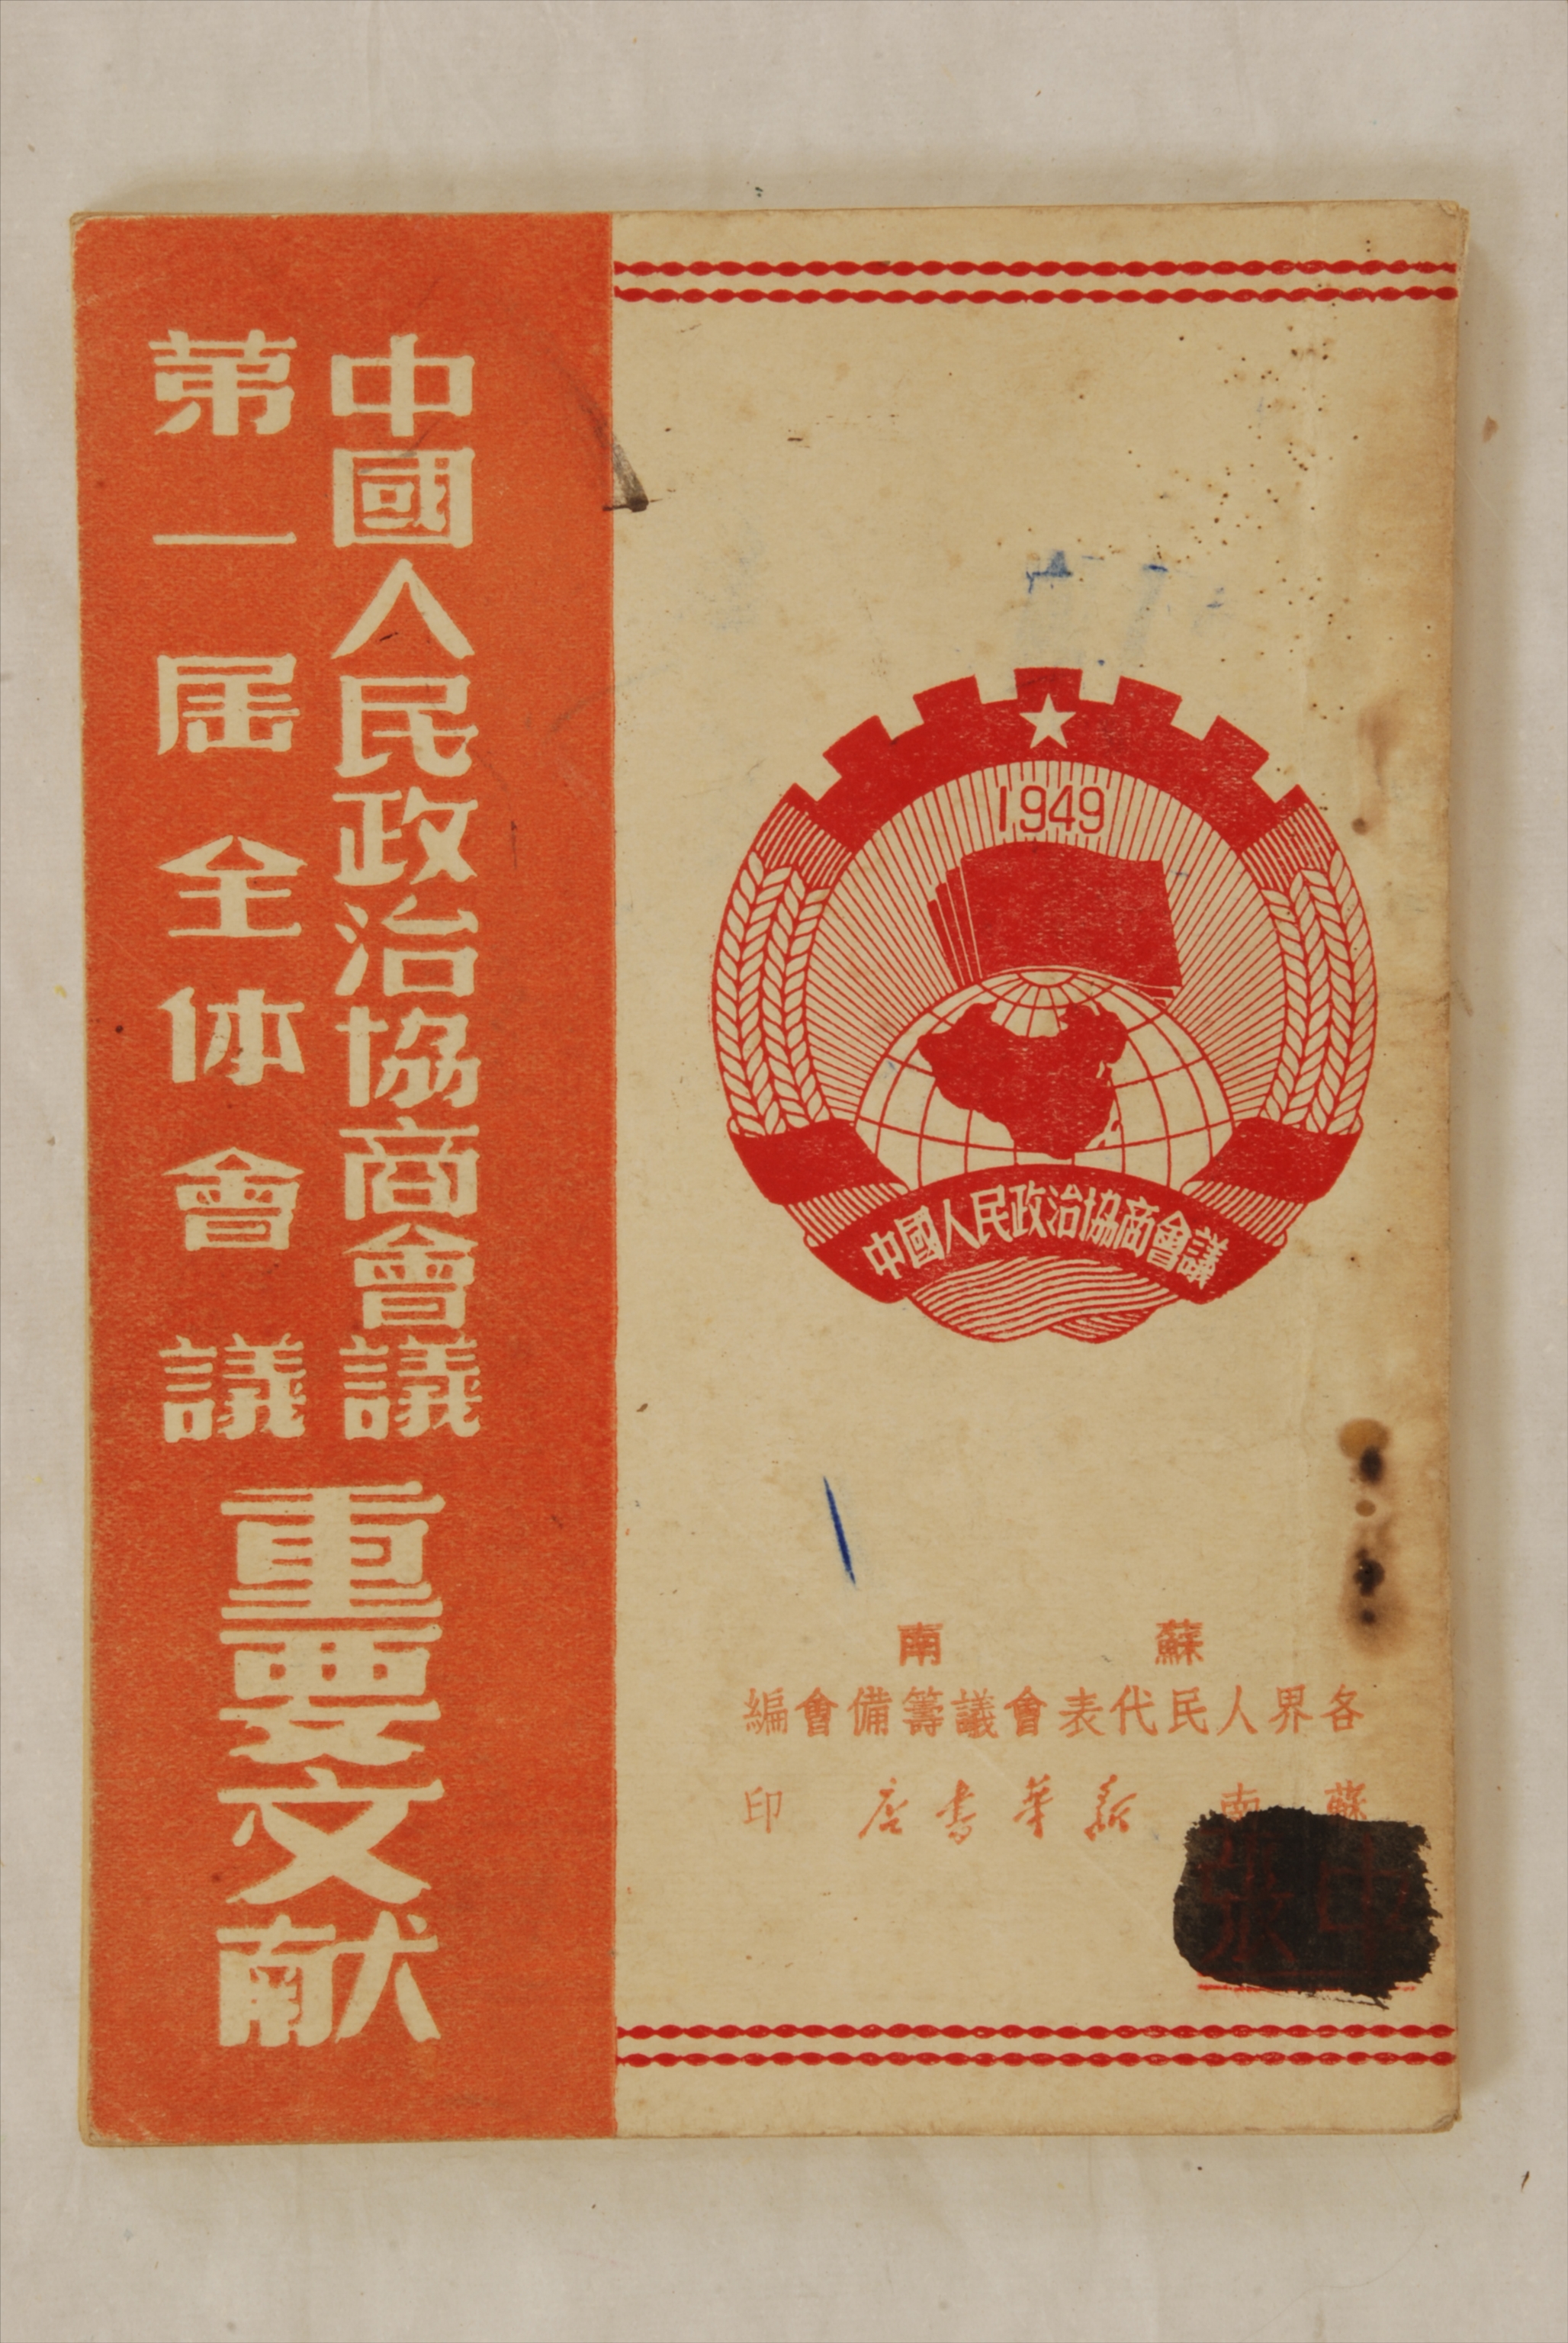 中國人民政治協商會議
第一屆全体會議
重要文献
1949
中國人民政治協商會議
蘇南
各界人民代表會議籌備會編
蘇南 新華書店 印